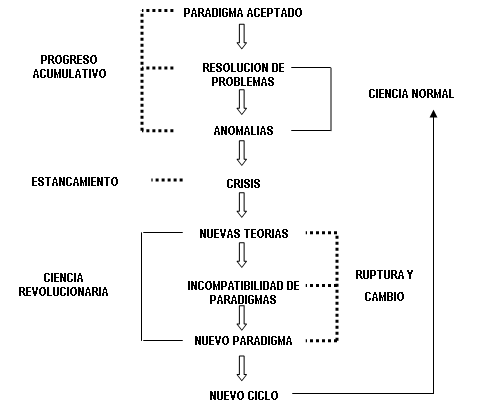 PARADIGMA ACEPTADO
PROGRESO
ACUMULATIVO
RESOLUCION DE
PROBLEMAS
CIENCIA NORMAL
ANOMALIAS
ESTANCAMIENTO
CRISIS
NUEVAS TEORIAS
CIENCIA
REVOLUCIONARIA
INCOMPATIBILIDAD DE
PARADIGMAS
RUPTURA Y
CAMBIO
NUEVO PARADIGMA
NUEVO CICLO